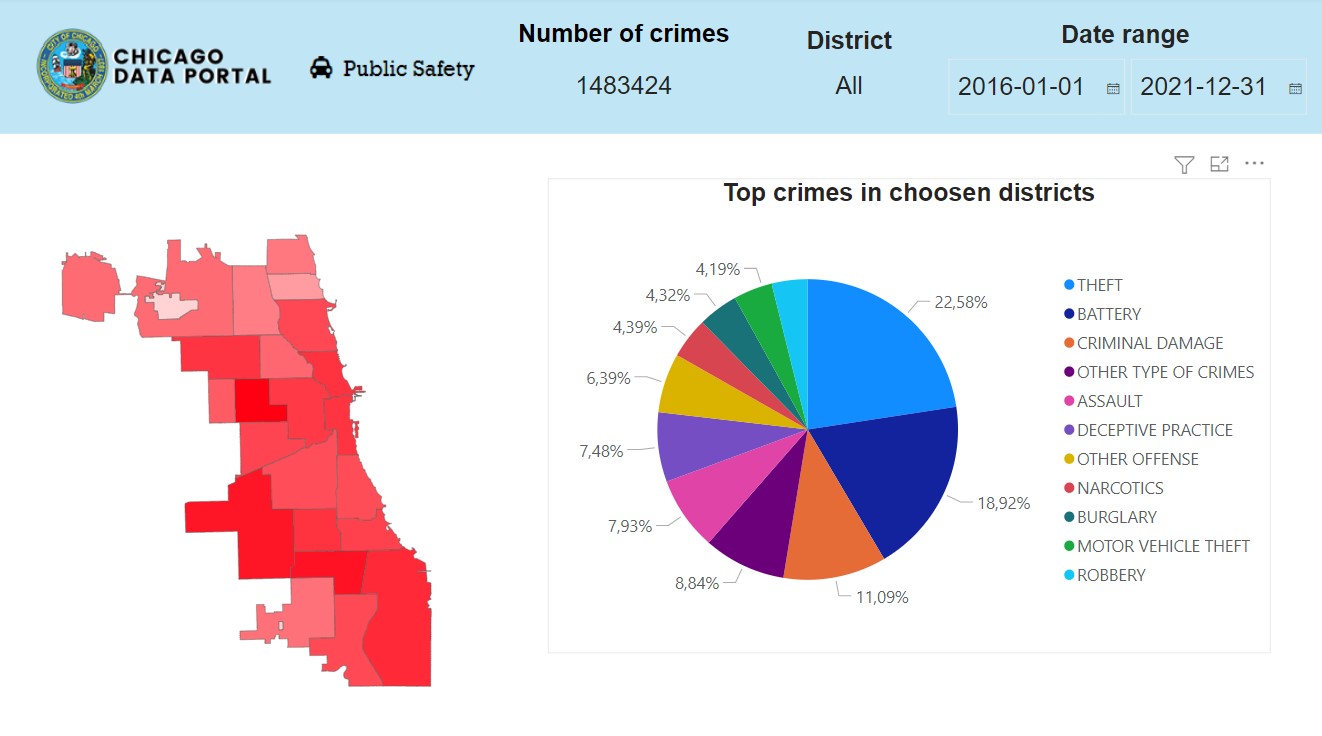 CHICAGO
DATA PORTAL
Public Safety
Number of crimes
1483424
District
All
Date range
2016-01-01
2021-12-31
Top crimes in choosen districts
22,58%
18,92%
11,09%
8,84%
7,93%
7,48%
6,39%
4,39%
4,32%
4,19%
THEFT
BATTERY
CRIMINAL DAMAGE
OTHER TYPE OF CRIMES
ASSAULT
DECEPTIVE PRACTICE
OTHER OFFENSE
NARCOTICS
BURGLARY
MOTOR VEHICLE THEFT
ROBBERY